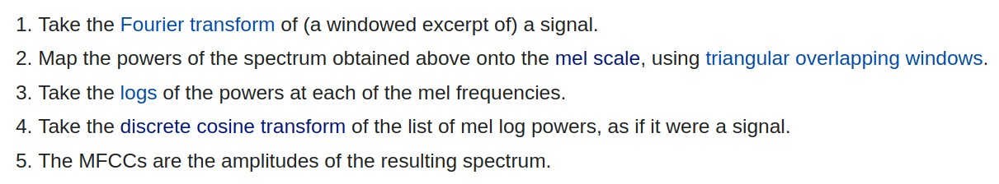 1. Take the Fourier transform of (a windowed excerpt of) a signal.
2. Map the powers of the spectrum obtained above onto the mel scale, using triangular overlapping windows.
3. Take the logs of the powers at each of the mel frequencies.
4. Take the discrete cosine transform of the list of mel log powers, as if it were a signal.
5. The MFCCs are the amplitudes of the resulting spectrum.